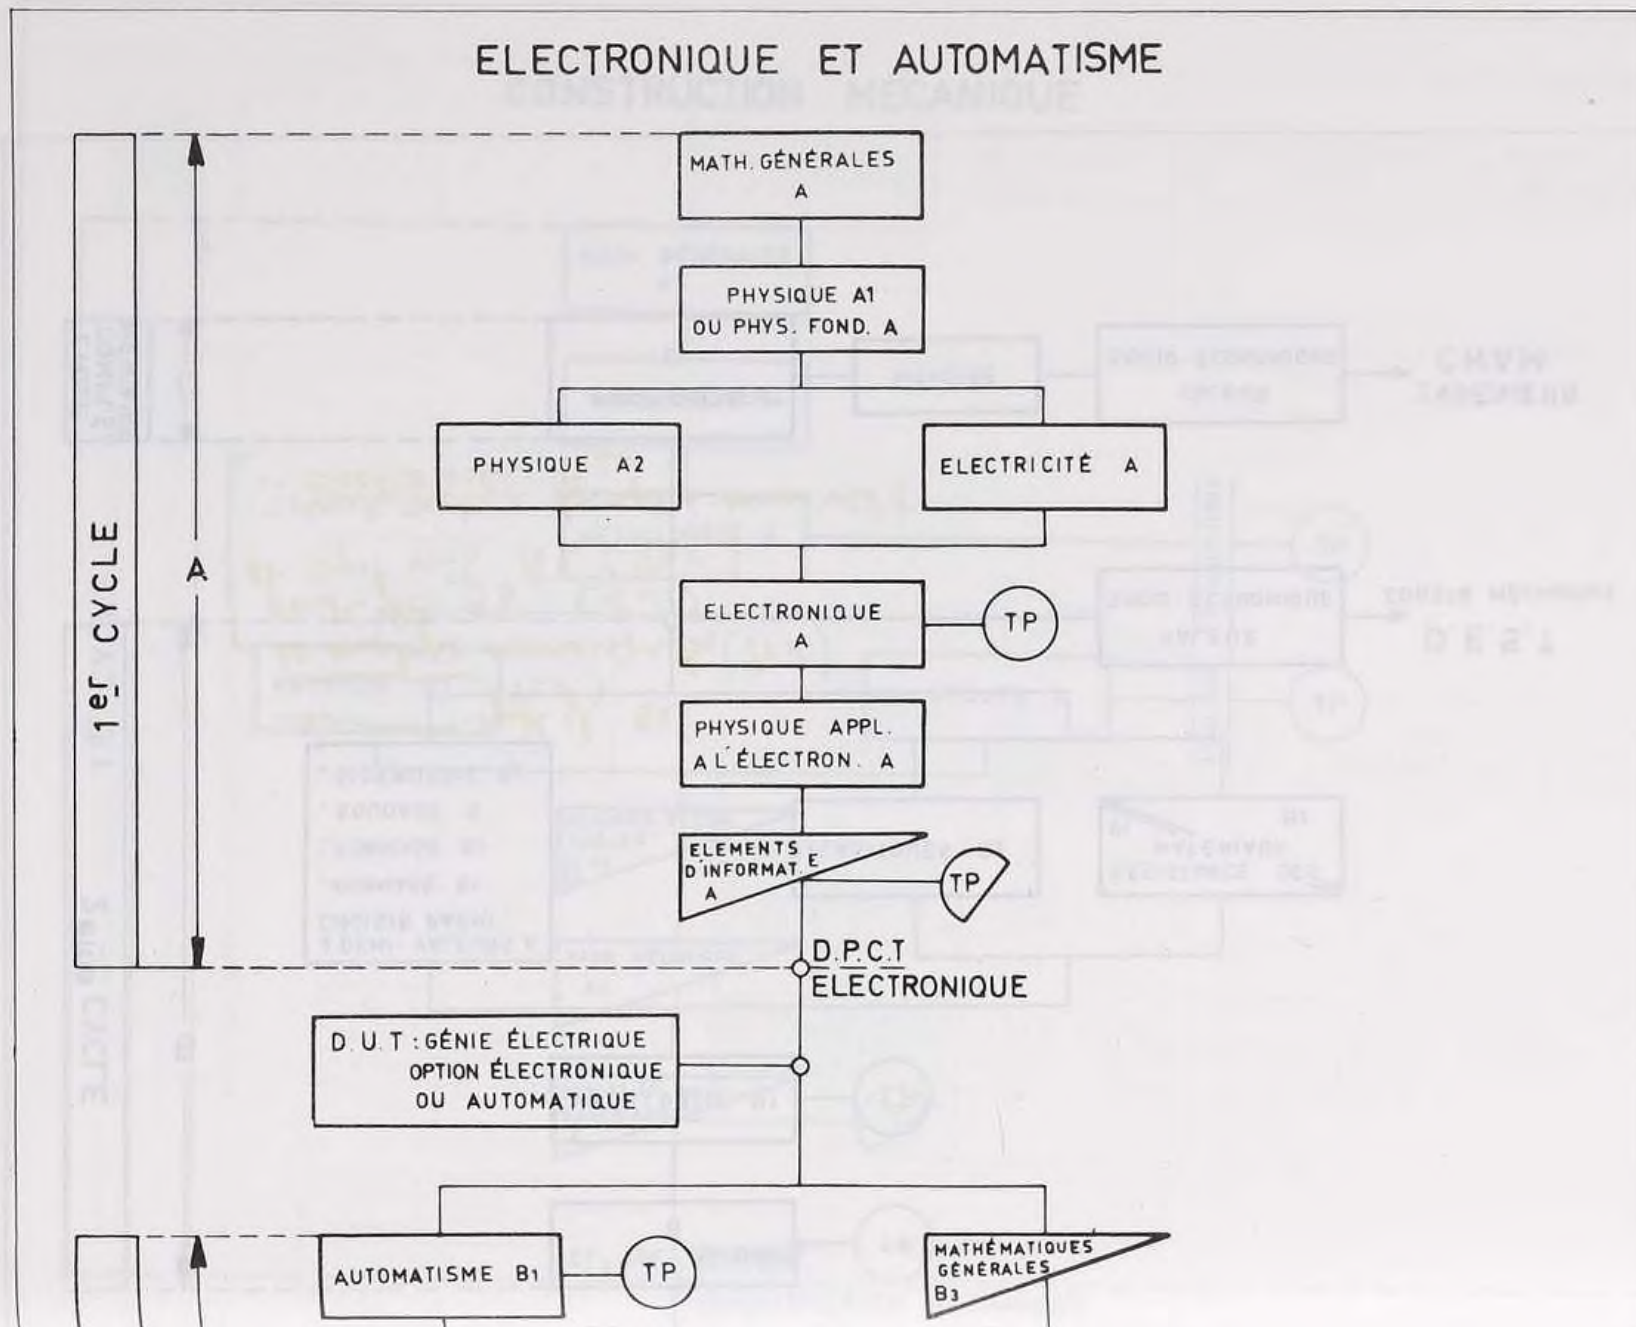 ELECTRONIQUE ET AUTOMATISME
MATH. GÉNÉRALES
A
PHYSIQUE A1
OU PHYS. FOND. A
PHYSIQUE A2
ELECTRICITÉ A
1er CYCLE
A
ELECTRONIQUE
A
TP
PHYSIQUE APPL.
A L'ÉLECTRON. A
ELEMENTS
D'INFORMAT. E
A
TP
D.P.C.T
ELECTRONIQUE
D.U.T : GÉNIE ÉLECTRIQUE
OPTION ÉLECTRONIQUE
OU AUTOMATIQUE
AUTOMATISME B1
TP
MATHÉMATIQUES
GÉNÉRALES
B3